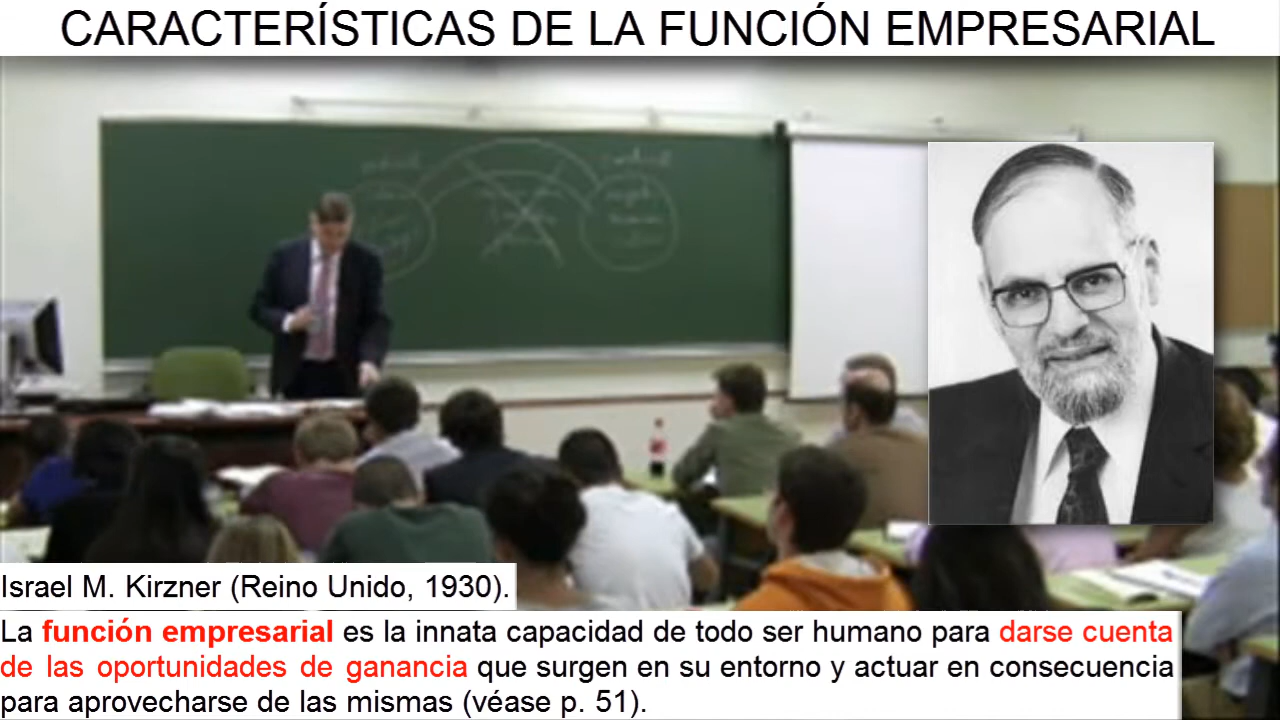 CARACTERÍSTICAS DE LA FUNCIÓN EMPRESARIAL
Israel M. Kirzner (Reino Unido, 1930).
La función empresarial es la innata capacidad de todo ser humano para darse cuenta
de las oportunidades de ganancia que surgen en su entorno y actuar en consecuencia
para aprovecharse de las mismas (véase p. 51).